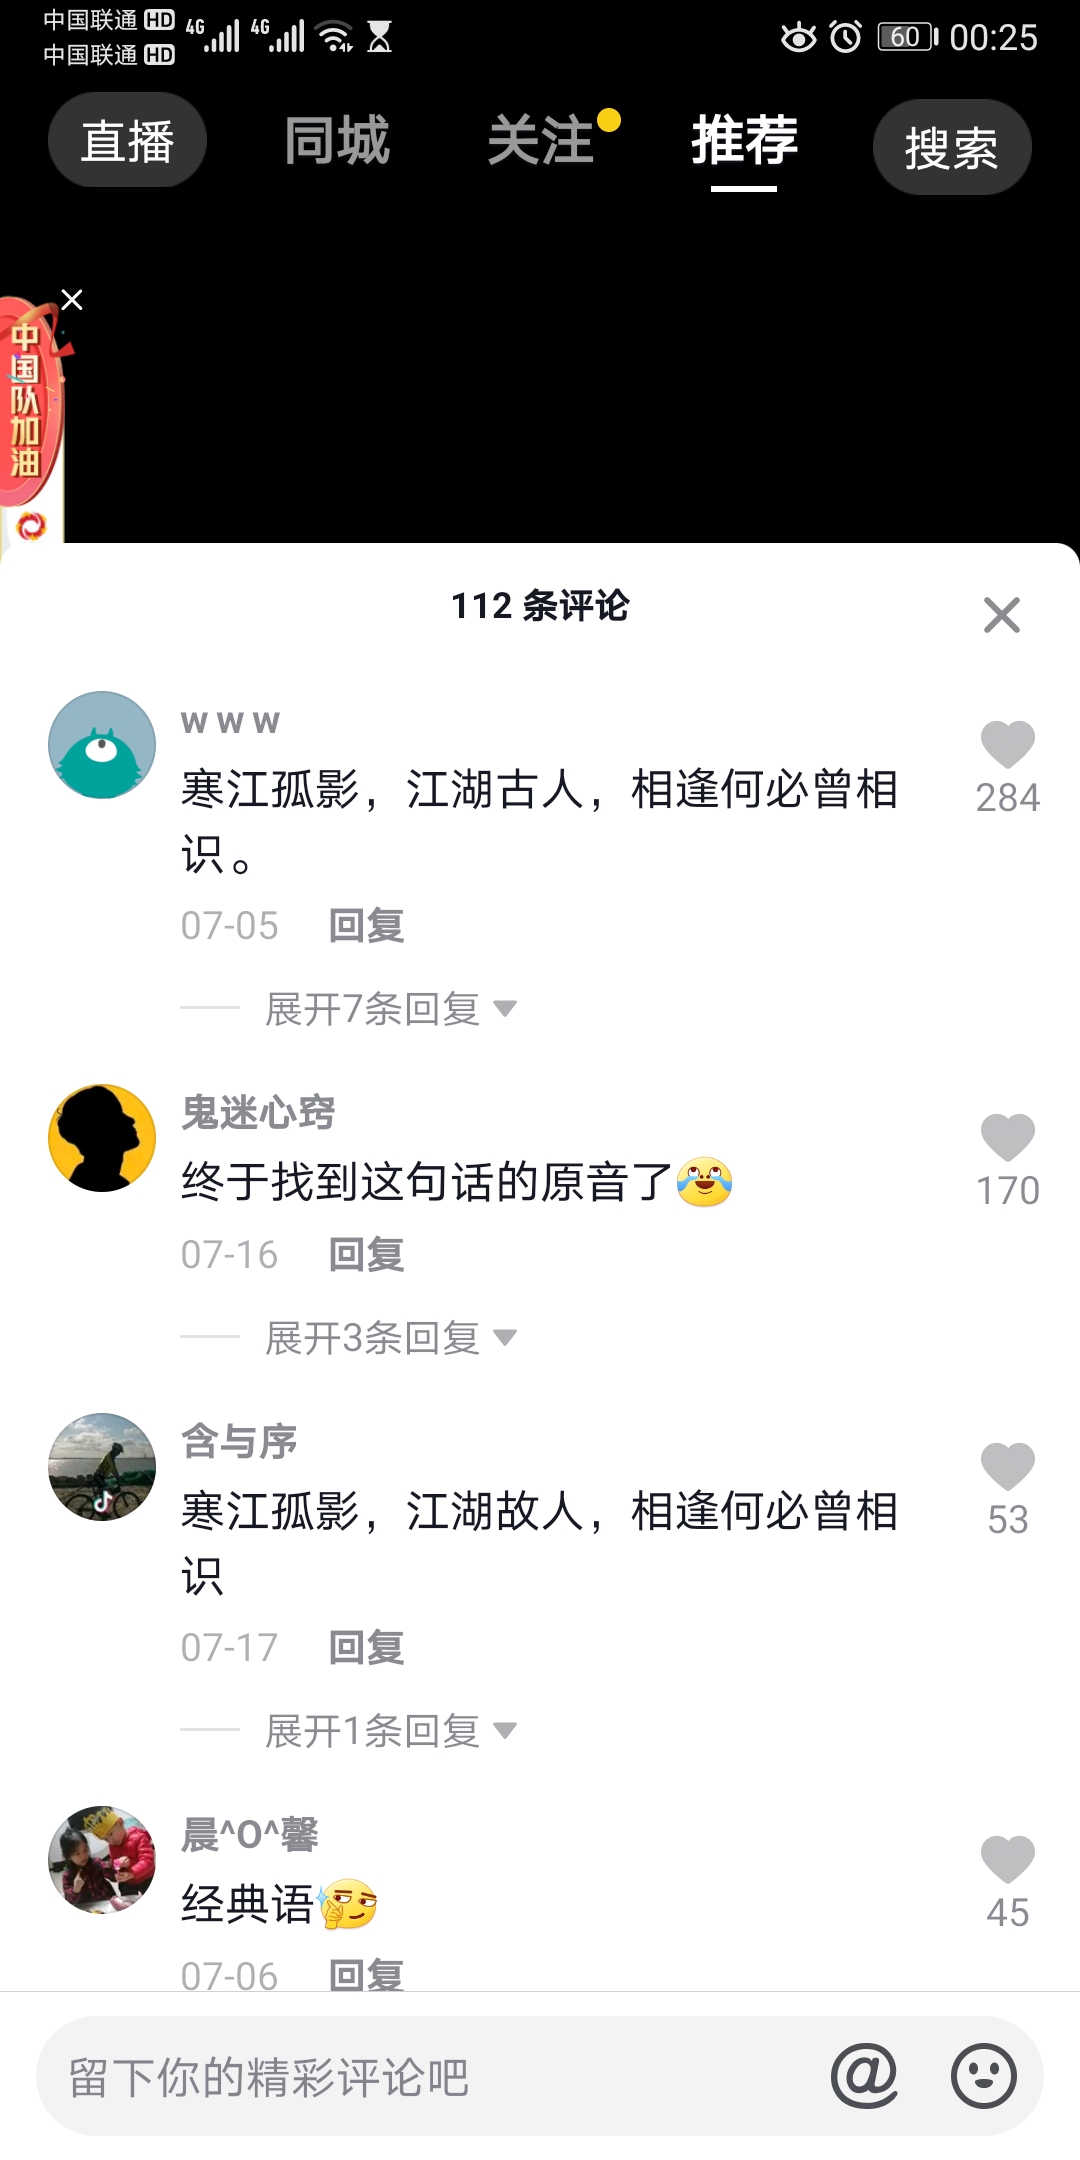 中国联通 HD 4G 4G 60 00:25
中国联通 HD
直播 同城 关注 推荐 搜索
中国队加油
112 条评论
w w w
寒江孤影，江湖古人，相逢何必曾相
识。
284
07-05 回复
展开7条回复
鬼迷心窍
终于找到这句话的原音了
170
07-16 回复
展开3条回复
含与序
寒江孤影，江湖故人，相逢何必曾相
识
53
07-17 回复
展开1条回复
晨^O^馨
经典语
45
07-06 回复
留下你的精彩评论吧 @